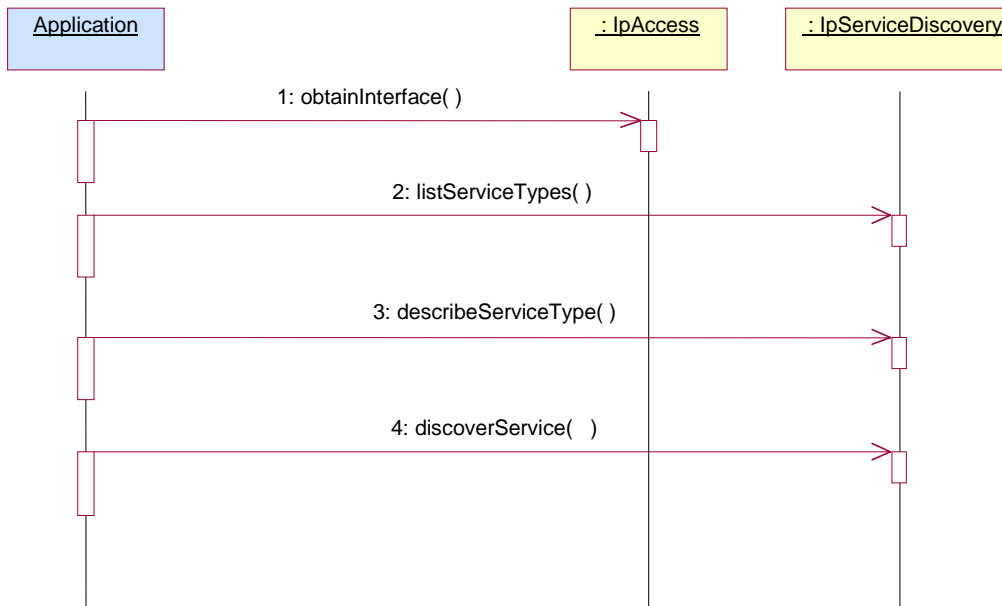 Application
: IpAccess
: IpServiceDiscovery
1: obtainInterface( )
2: listServiceTypes( )
3: describeServiceType( )
4: discoverService(   )